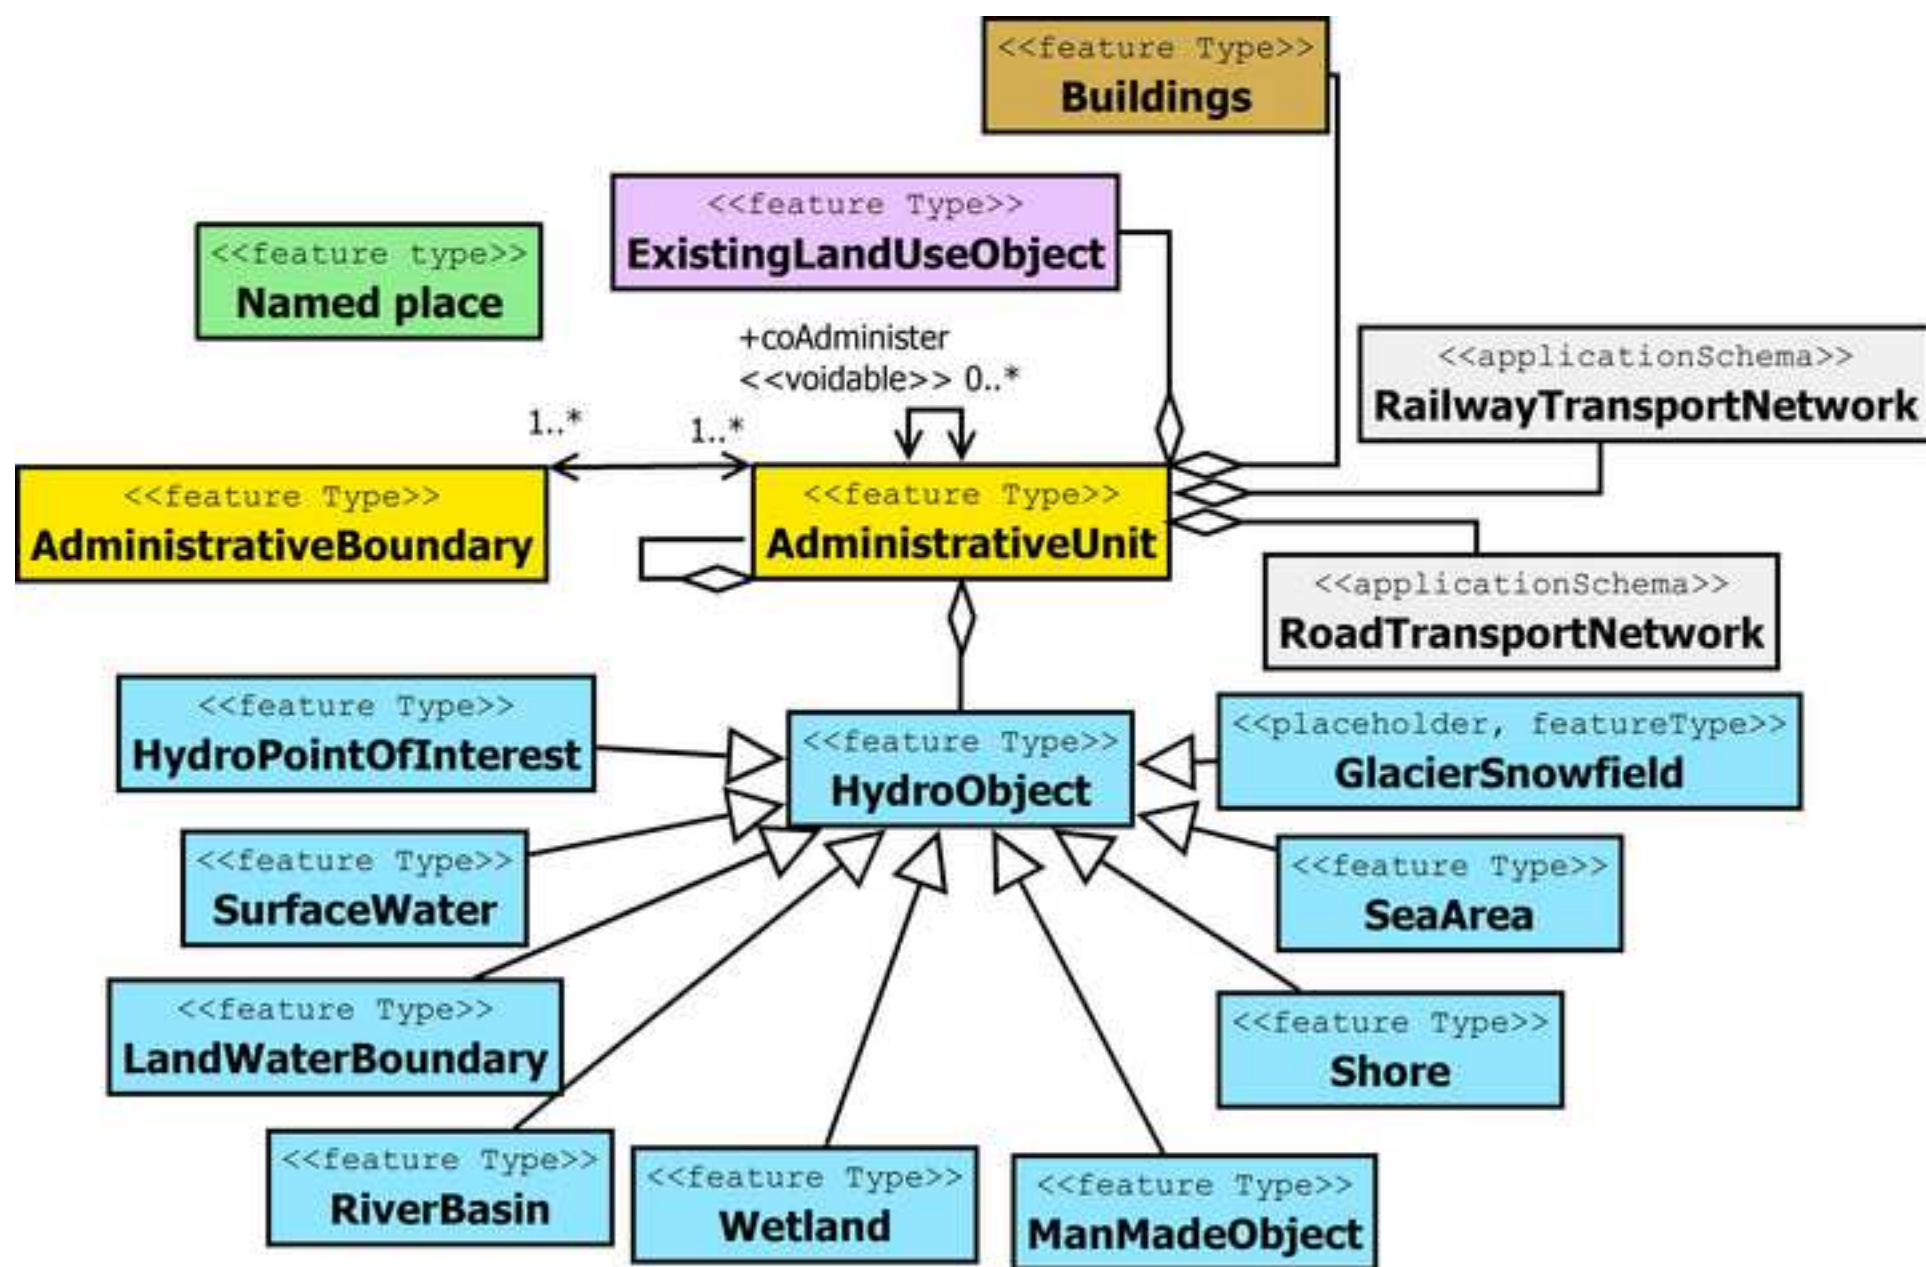 <<feature Type>>
Buildings
<<feature Type>>
ExistingLandUseObject
<<feature type>>
Named place
+coAdminister
<<voidable>> 0..*
<<applicationSchema>>
RailwayTransportNetwork
1..*
1..*
<<feature Type>>
AdministrativeBoundary
<<feature Type>>
AdministrativeUnit
<<applicationSchema>>
RoadTransportNetwork
<<feature Type>>
HydroPointOfInterest
<<feature Type>>
HydroObject
<<placeholder, featureType>>
GlacierSnowfield
<<feature Type>>
SurfaceWater
<<feature Type>>
SeaArea
<<feature Type>>
LandWaterBoundary
<<feature Type>>
Shore
<<feature Type>>
RiverBasin
<<feature Type>>
Wetland
<<feature Type>>
ManMadeObject